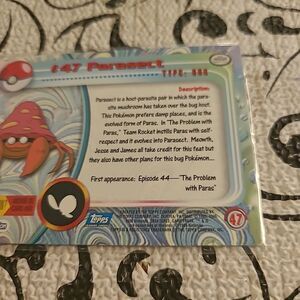 #47 Parasect
TYPE: BUG
Description:
Parasect is a host-parasite pair in which the para-
site mushroom has taken over the bug host.
This Pokémon prefers damp places, and is the
evolved form of Paras. In "The Problem with
Paras," Team Rocket instills Paras with self-
respect and it evolves into Parasect. Meowth,
Jesse and James all take credit for this feat but
they also have other plans for this bug Pokémon...
First appearance: Episode 44—"The Problem
with Paras"
Topps
47